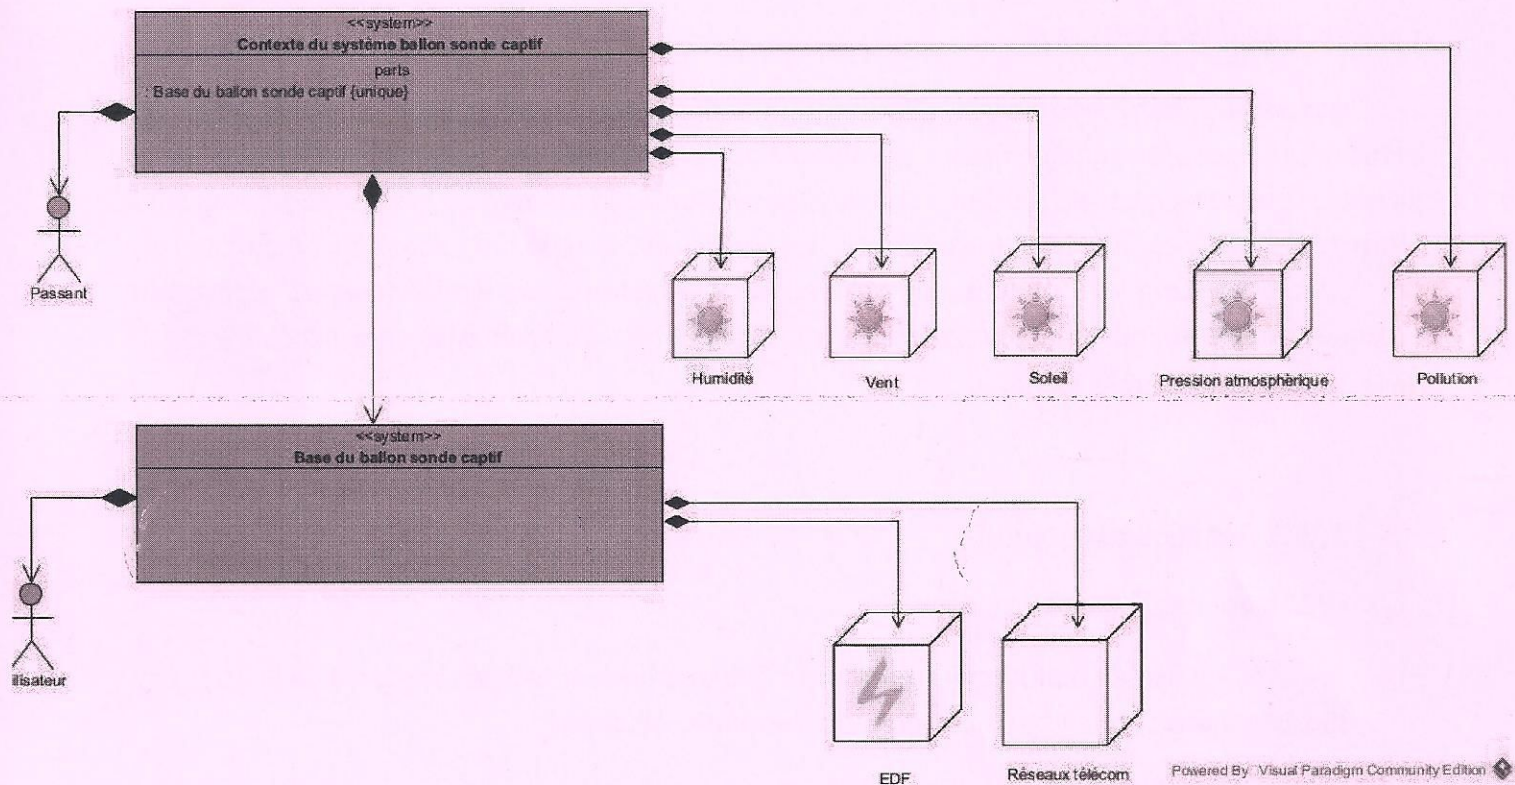 <<system>>
Contexte du système ballon sonde captif
parts
: Base du ballon sonde captif {unique}
Passant
Humidité
Vent
Soleil
Pression atmosphèrique
Pollution
<<system>>
Base du ballon sonde captif
ilisateur
EDF
Réseaux télécom
Powered By Visual Paradigm Community Edition